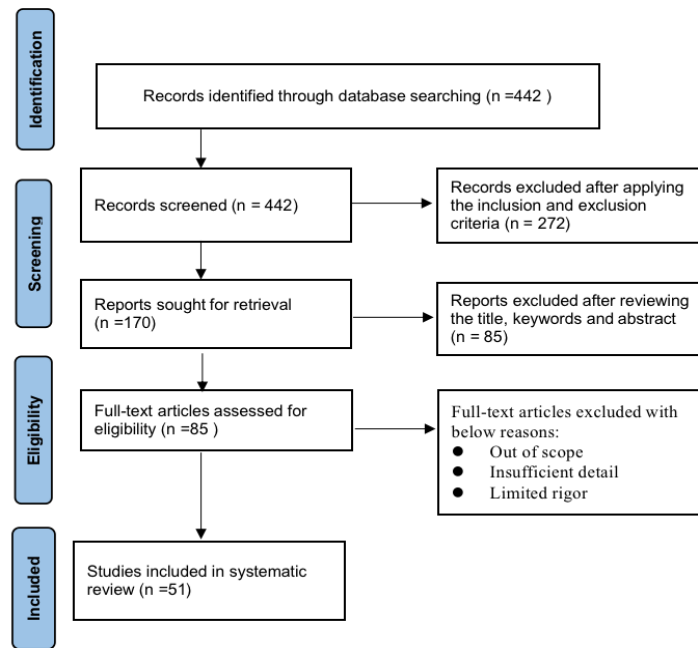 Identification
Records identified through database searching (n =442 )
Screening
Records screened (n = 442)
Records excluded after applying
the inclusion and exclusion
criteria (n = 272)
Reports sought for retrieval
(n =170)
Reports excluded after reviewing
the title, keywords and abstract
(n = 85)
Eligibility
Full-text articles assessed for
eligibility (n =85 )
Full-text articles excluded with
below reasons:
● Out of scope
● Insufficient detail
● Limited rigor
Included
Studies included in systematic
review (n =51)